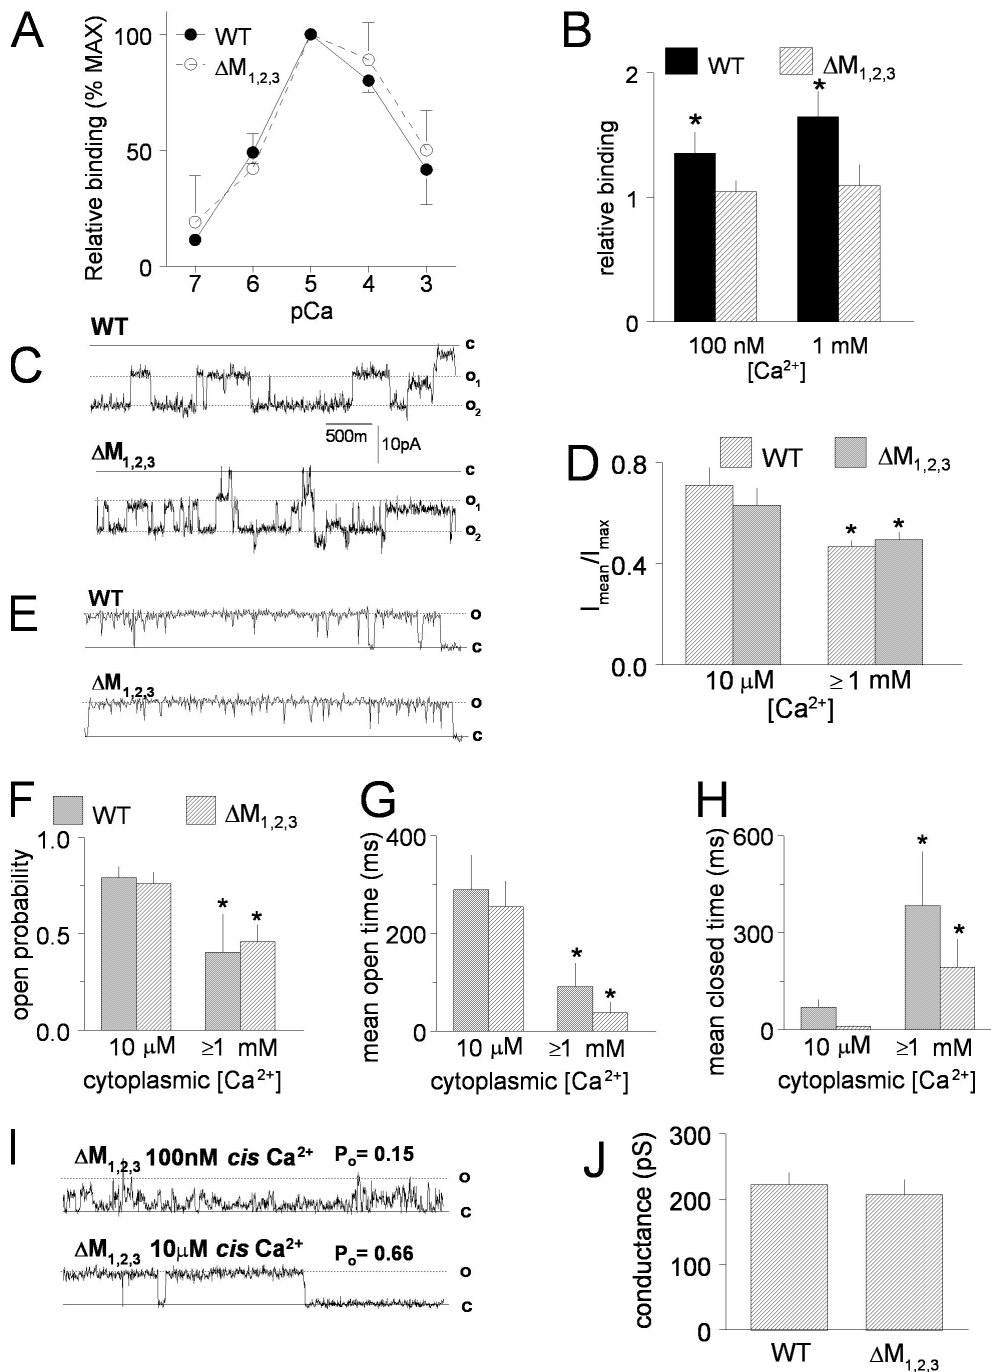 A
Relative binding (% MAX)
100
50
0
WT
ΔM1,2,3
7 6 5 4 3
pCa
B
WT ΔM1,2,3
relative binding
2
1
0
* *
100 nM 1 mM
[Ca2+]
C
WT
c
o1
o2
500m
10pA
ΔM1,2,3
c
o1
o2
D
WT ΔM1,2,3
Imean/Imax
0.8
0.4
0.0
* *
10 μM ≥1 mM
[Ca2+]
E
WT
o
c
ΔM1,2,3
o
c
F
WT ΔM1,2,3
open probability
1.0
0.5
0.0
* *
10 μM ≥1 mM
cytoplasmic [Ca2+]
G
mean open time (ms)
400
200
0
* *
10 μM ≥1 mM
cytoplasmic [Ca2+]
H
mean closed time (ms)
600
300
0
* *
10 μM ≥1 mM
cytoplasmic [Ca2+]
I
ΔM1,2,3 100nM cis Ca2+ Po= 0.15
o
c
ΔM1,2,3 10μM cis Ca2+ Po= 0.66
o
c
J
conductance (pS)
300
200
100
0
WT ΔM1,2,3